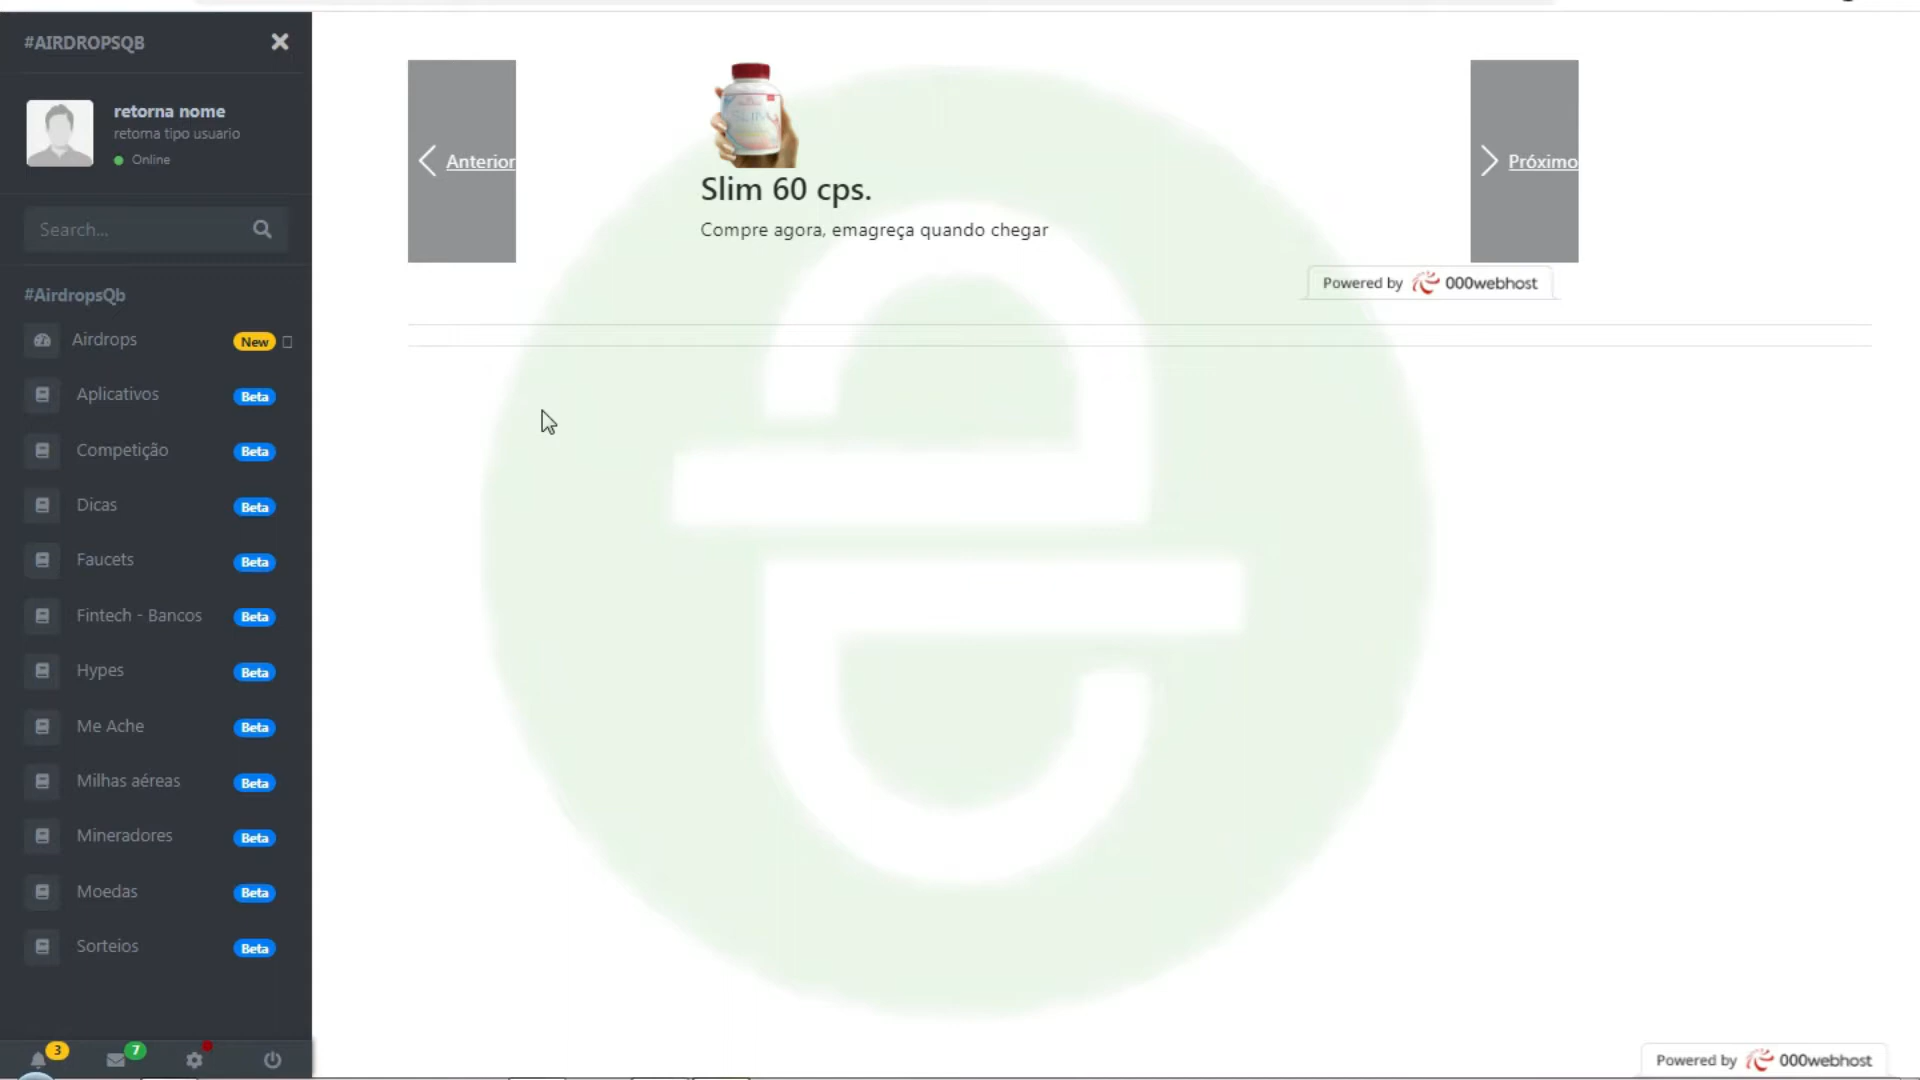 #AIRDROPSQB
retorna nome
retorna tipo usuario
Online
Search...
#AirdropsQb
Airdrops New
Aplicativos Beta
Competição Beta
Dicas Beta
Faucets Beta
Fintech - Bancos Beta
Hypes Beta
Me Ache Beta
Milhas aéreas Beta
Mineradores Beta
Moedas Beta
Sorteios Beta
3
7
Anterior
SLIM
Slim 60 cps.
Compre agora, emagreça quando chegar
Próximo
Powered by 000webhost
Powered by 000webhost